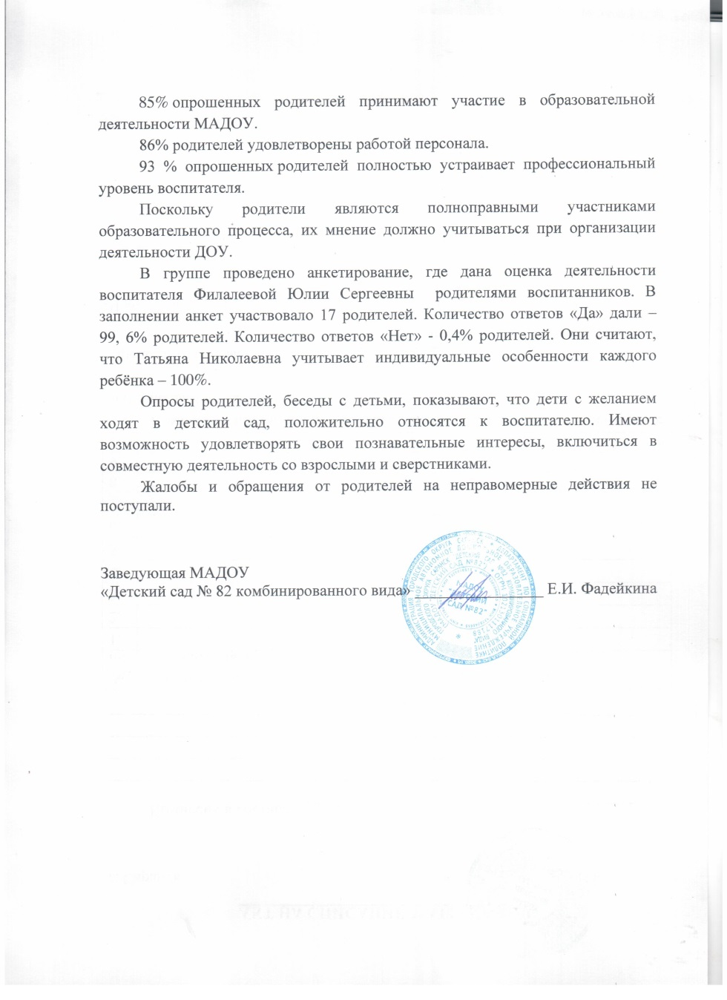 85% опрошенных родителей принимают участие в образовательной
деятельности МАДОУ.
86% родителей удовлетворены работой персонала.
93 % опрошенных родителей полностью устраивает профессиональный
уровень воспитателя.
Поскольку родители являются полноправными участниками
образовательного процесса, их мнение должно учитываться при организации
деятельности ДОУ.
В группе проведено анкетирование, где дана оценка деятельности
воспитателя Филалеевой Юлии Сергеевны родителями воспитанников. В
заполнении анкет участвовало 17 родителей. Количество ответов «Да» дали –
99, 6% родителей. Количество ответов «Нет» - 0,4% родителей. Они считают,
что Татьяна Николаевна учитывает индивидуальные особенности каждого
ребёнка – 100%.
Опросы родителей, беседы с детьми, показывают, что дети с желанием
ходят в детский сад, положительно относятся к воспитателю. Имеют
возможность удовлетворять свои познавательные интересы, включиться в
совместную деятельность со взрослыми и сверстниками.
Жалобы и обращения от родителей на неправомерные действия не
поступали.
Заведующая МАДОУ
«Детский сад № 82 комбинированного вида» ________________ Е.И. Фадейкина
САД №82"